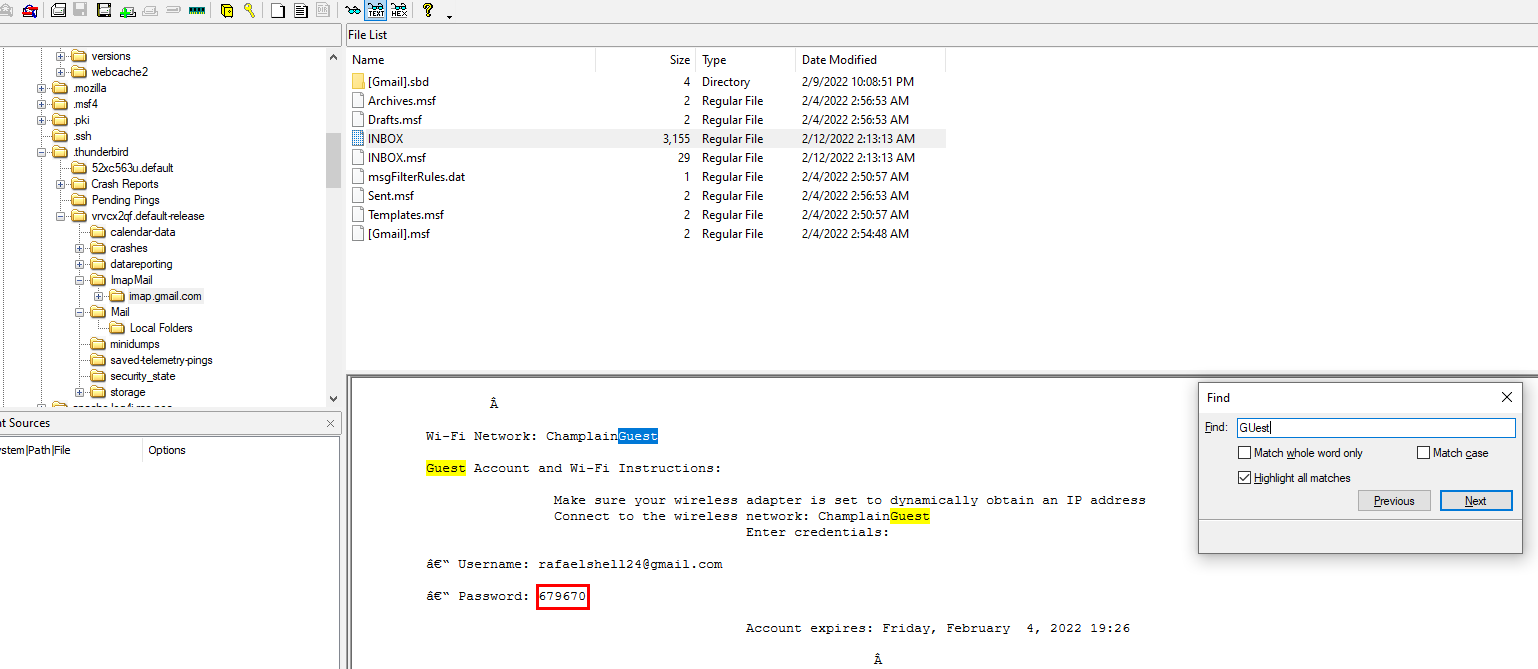 TEXT HEX
File List
versions
webcache2
.mozilla
.msf4
.pki
.ssh
.thunderbird
52xc563u.default
Crash Reports
Pending Pings
vrvcx2qf.default-release
calendar-data
crashes
datareporting
ImapMail
imap.gmail.com
Mail
Local Folders
minidumps
saved-telemetry-pings
security_state
storage
Name Size Type Date Modified
[Gmail].sbd 4 Directory 2/9/2022 10:08:51 PM
Archives.msf 2 Regular File 2/4/2022 2:56:53 AM
Drafts.msf 2 Regular File 2/4/2022 2:56:53 AM
INBOX 3,155 Regular File 2/12/2022 2:13:13 AM
INBOX.msf 29 Regular File 2/12/2022 2:13:13 AM
msgFilterRules.dat 1 Regular File 2/4/2022 2:50:57 AM
Sent.msf 2 Regular File 2/4/2022 2:56:53 AM
Templates.msf 2 Regular File 2/4/2022 2:50:57 AM
[Gmail].msf 2 Regular File 2/4/2022 2:54:48 AM
nt Sources
ystem|Path|File Options
Â
Wi-Fi Network: ChamplainGuest
Guest Account and Wi-Fi Instructions:
Make sure your wireless adapter is set to dynamically obtain an IP address
Connect to the wireless network: ChamplainGuest
Enter credentials:
â€“ Username: rafaelshell24@gmail.com
â€“ Password: 679670
Account expires: Friday, February 4, 2022 19:26
Â
Find
Find: GUest
Match whole word only Match case
Highlight all matches
Previous Next